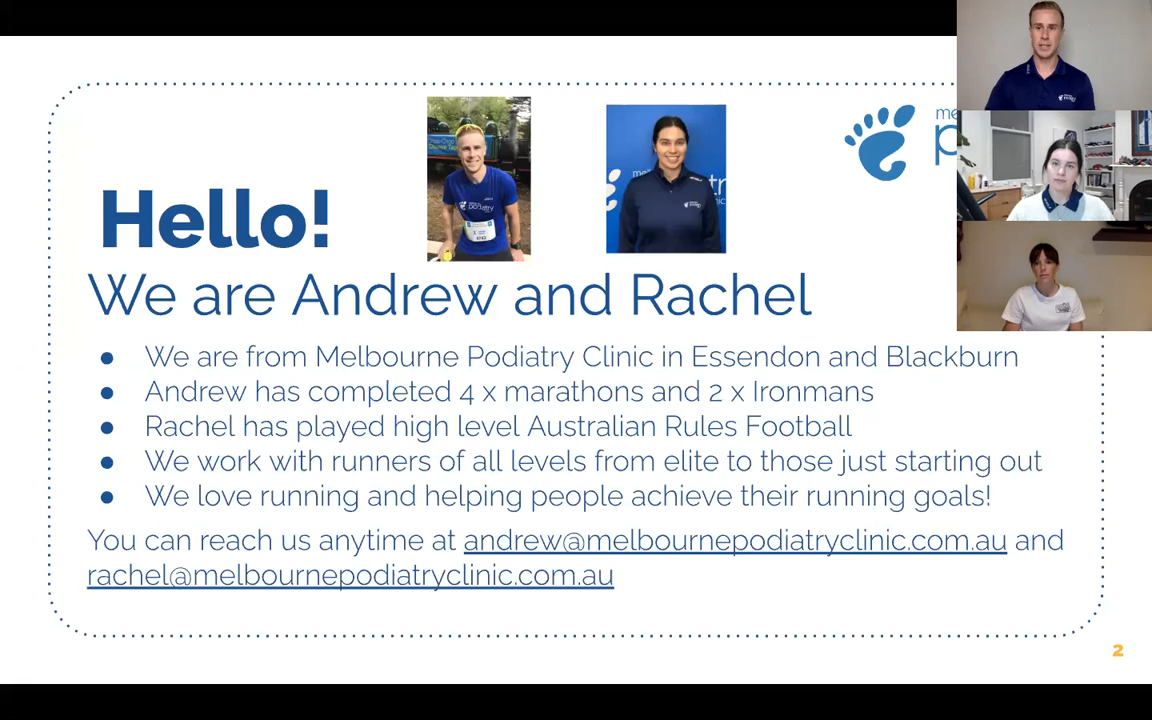 Hello!
We are Andrew and Rachel
● We are from Melbourne Podiatry Clinic in Essendon and Blackburn
● Andrew has completed 4 x marathons and 2 x Ironmans
● Rachel has played high level Australian Rules Football
● We work with runners of all levels from elite to those just starting out
● We love running and helping people achieve their running goals!
You can reach us anytime at andrew@melbournepodiatryclinic.com.au and
rachel@melbournepodiatryclinic.com.au
2